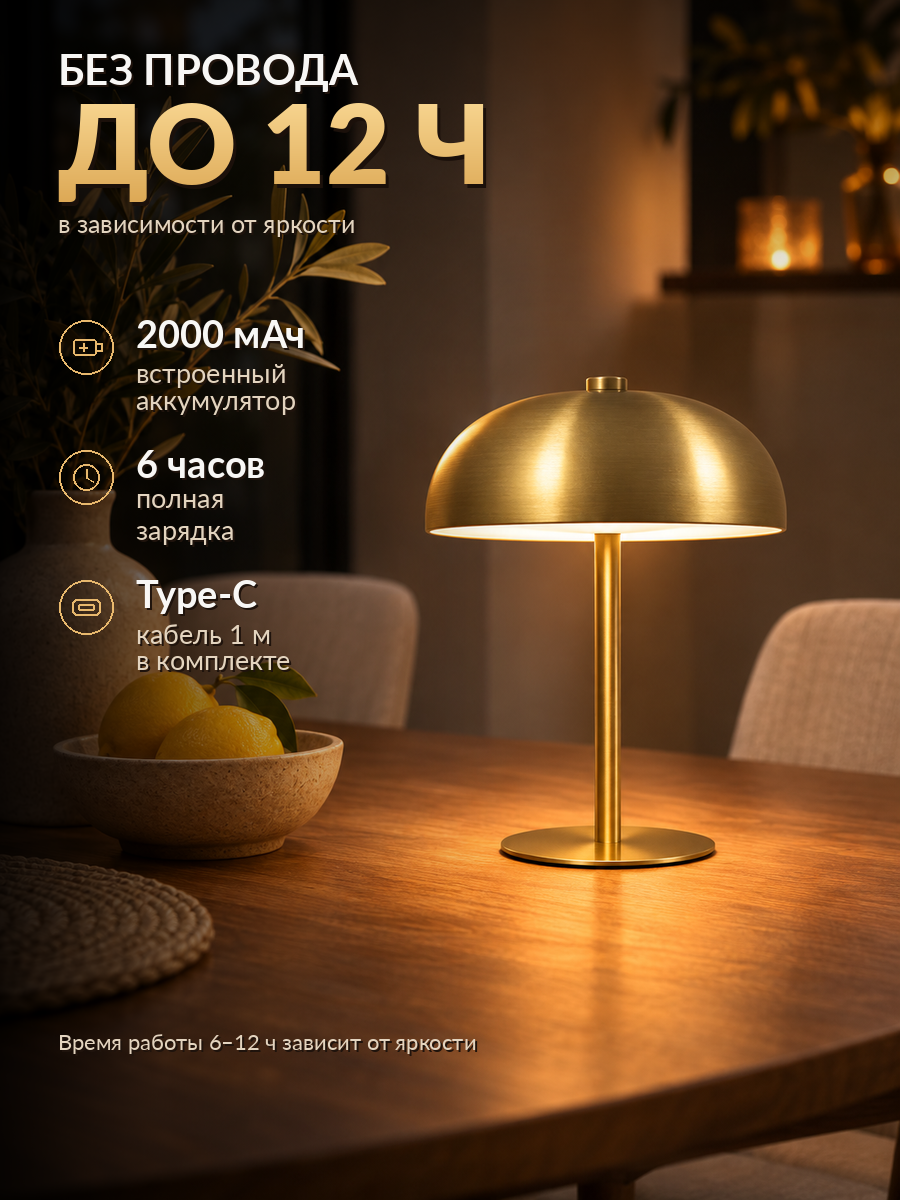 БЕЗ ПРОВОДА
ДО 12 Ч
в зависимости от яркости
2000 мАч
встроенный
аккумулятор
6 часов
полная
зарядка
Type-C
кабель 1 м
в комплекте
Время работы 6–12 ч зависит от яркости